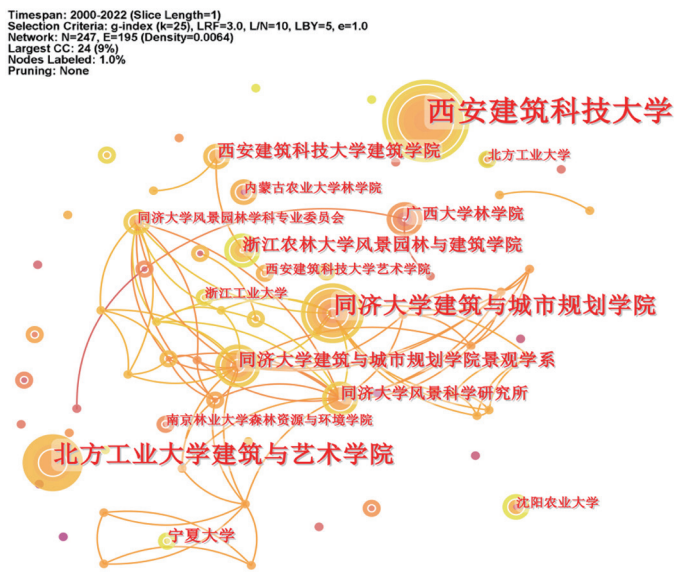 Timespan: 2000-2022 (Slice Length=1)
Selection Criteria: g-index (k=25), LRF=3.0, L/N=10, LBY=5, e=1.0
Network: N=247, E=195 (Density=0.0064)
Largest CC: 24 (9%)
Nodes Labeled: 1.0%
Pruning: None
西安建筑科技大学
西安建筑科技大学建筑学院
北方工业大学
内蒙古农业大学林学院
同济大学风景园林学科专业委员会
广西大学林学院
浙江农林大学风景园林与建筑学院
西安建筑科技大学艺术学院
浙江工业大学
同济大学建筑与城市规划学院
同济大学建筑与城市规划学院景观学系
同济大学风景科学研究所
南京林业大学森林资源与环境学院
北方工业大学建筑与艺术学院
沈阳农业大学
宁夏大学